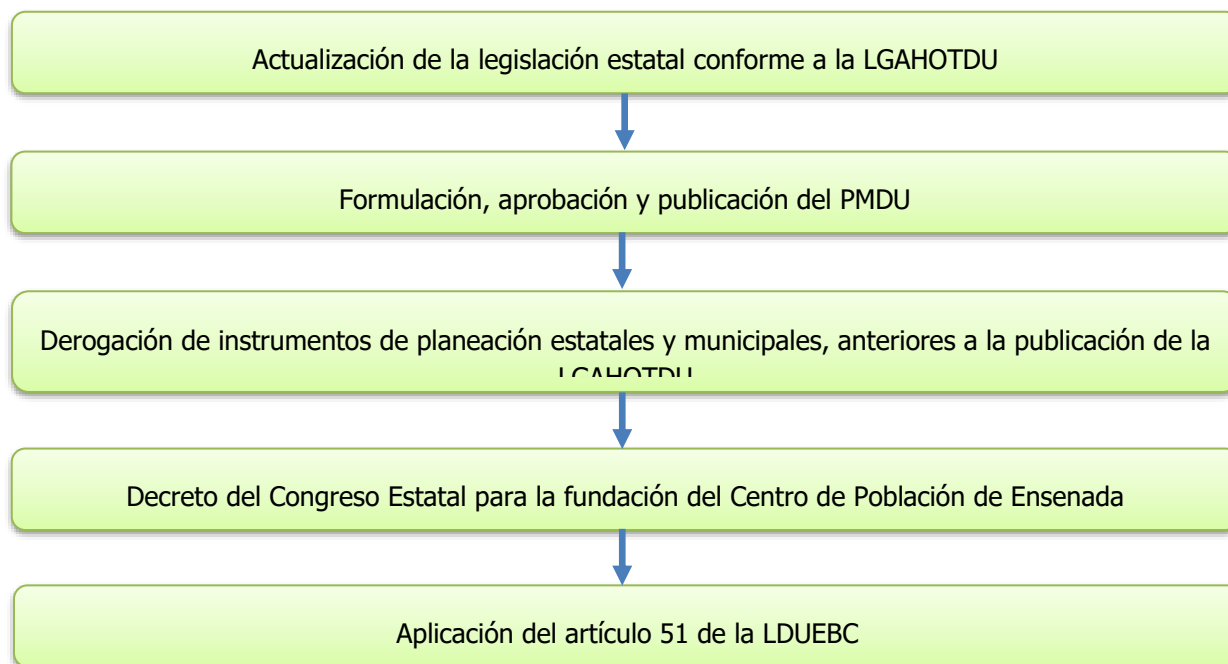 Actualización de la legislación estatal conforme a la LGAHOTDU
Formulación, aprobación y publicación del PMDU
Derogación de instrumentos de planeación estatales y municipales, anteriores a la publicación de la
LGAHOTDU
Decreto del Congreso Estatal para la fundación del Centro de Población de Ensenada
Aplicación del artículo 51 de la LDUEBC